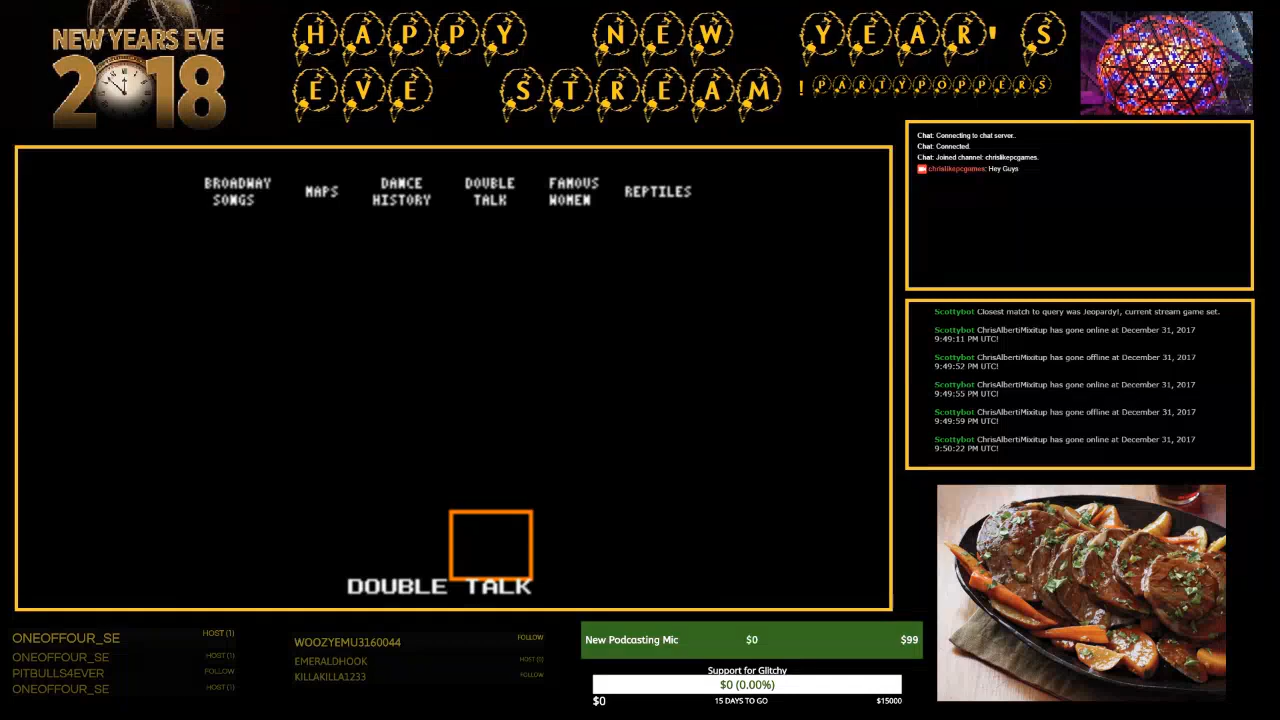 NEW YEARS EVE
2018
HAPPY NEW YEAR'S
EVE STREAM !PARTYPOPPERS
Chat: Connecting to chat server..
Chat: Connected.
Chat: Joined channel: chrislikepcgames.
chrislikepcgames: Hey Guys
BROADWAY SONGS
MAPS
DANCE HISTORY
DOUBLE TALK
FAMOUS WOMEN
REPTILES
DOUBLE TALK
Scottybot Closest match to query was Jeopardy!, current stream game set.
Scottybot ChrisAlbertiMixitup has gone online at December 31, 2017
9:49:11 PM UTC!
Scottybot ChrisAlbertiMixitup has gone offline at December 31, 2017
9:49:52 PM UTC!
Scottybot ChrisAlbertiMixitup has gone online at December 31, 2017
9:49:55 PM UTC!
Scottybot ChrisAlbertiMixitup has gone offline at December 31, 2017
9:49:59 PM UTC!
Scottybot ChrisAlbertiMixitup has gone online at December 31, 2017
9:50:22 PM UTC!
ONEOFFOUR_SE HOST (1)
ONEOFFOUR_SE HOST (1)
PITBULLS4EVER FOLLOW
ONEOFFOUR_SE HOST (1)
WOOZYEMU3160044 FOLLOW
EMERALDHOOK HOST (0)
KILLAKILLA1233 FOLLOW
New Podcasting Mic $0 $99
Support for Glitchy
$0 (0.00%)
$0 15 DAYS TO GO $15000